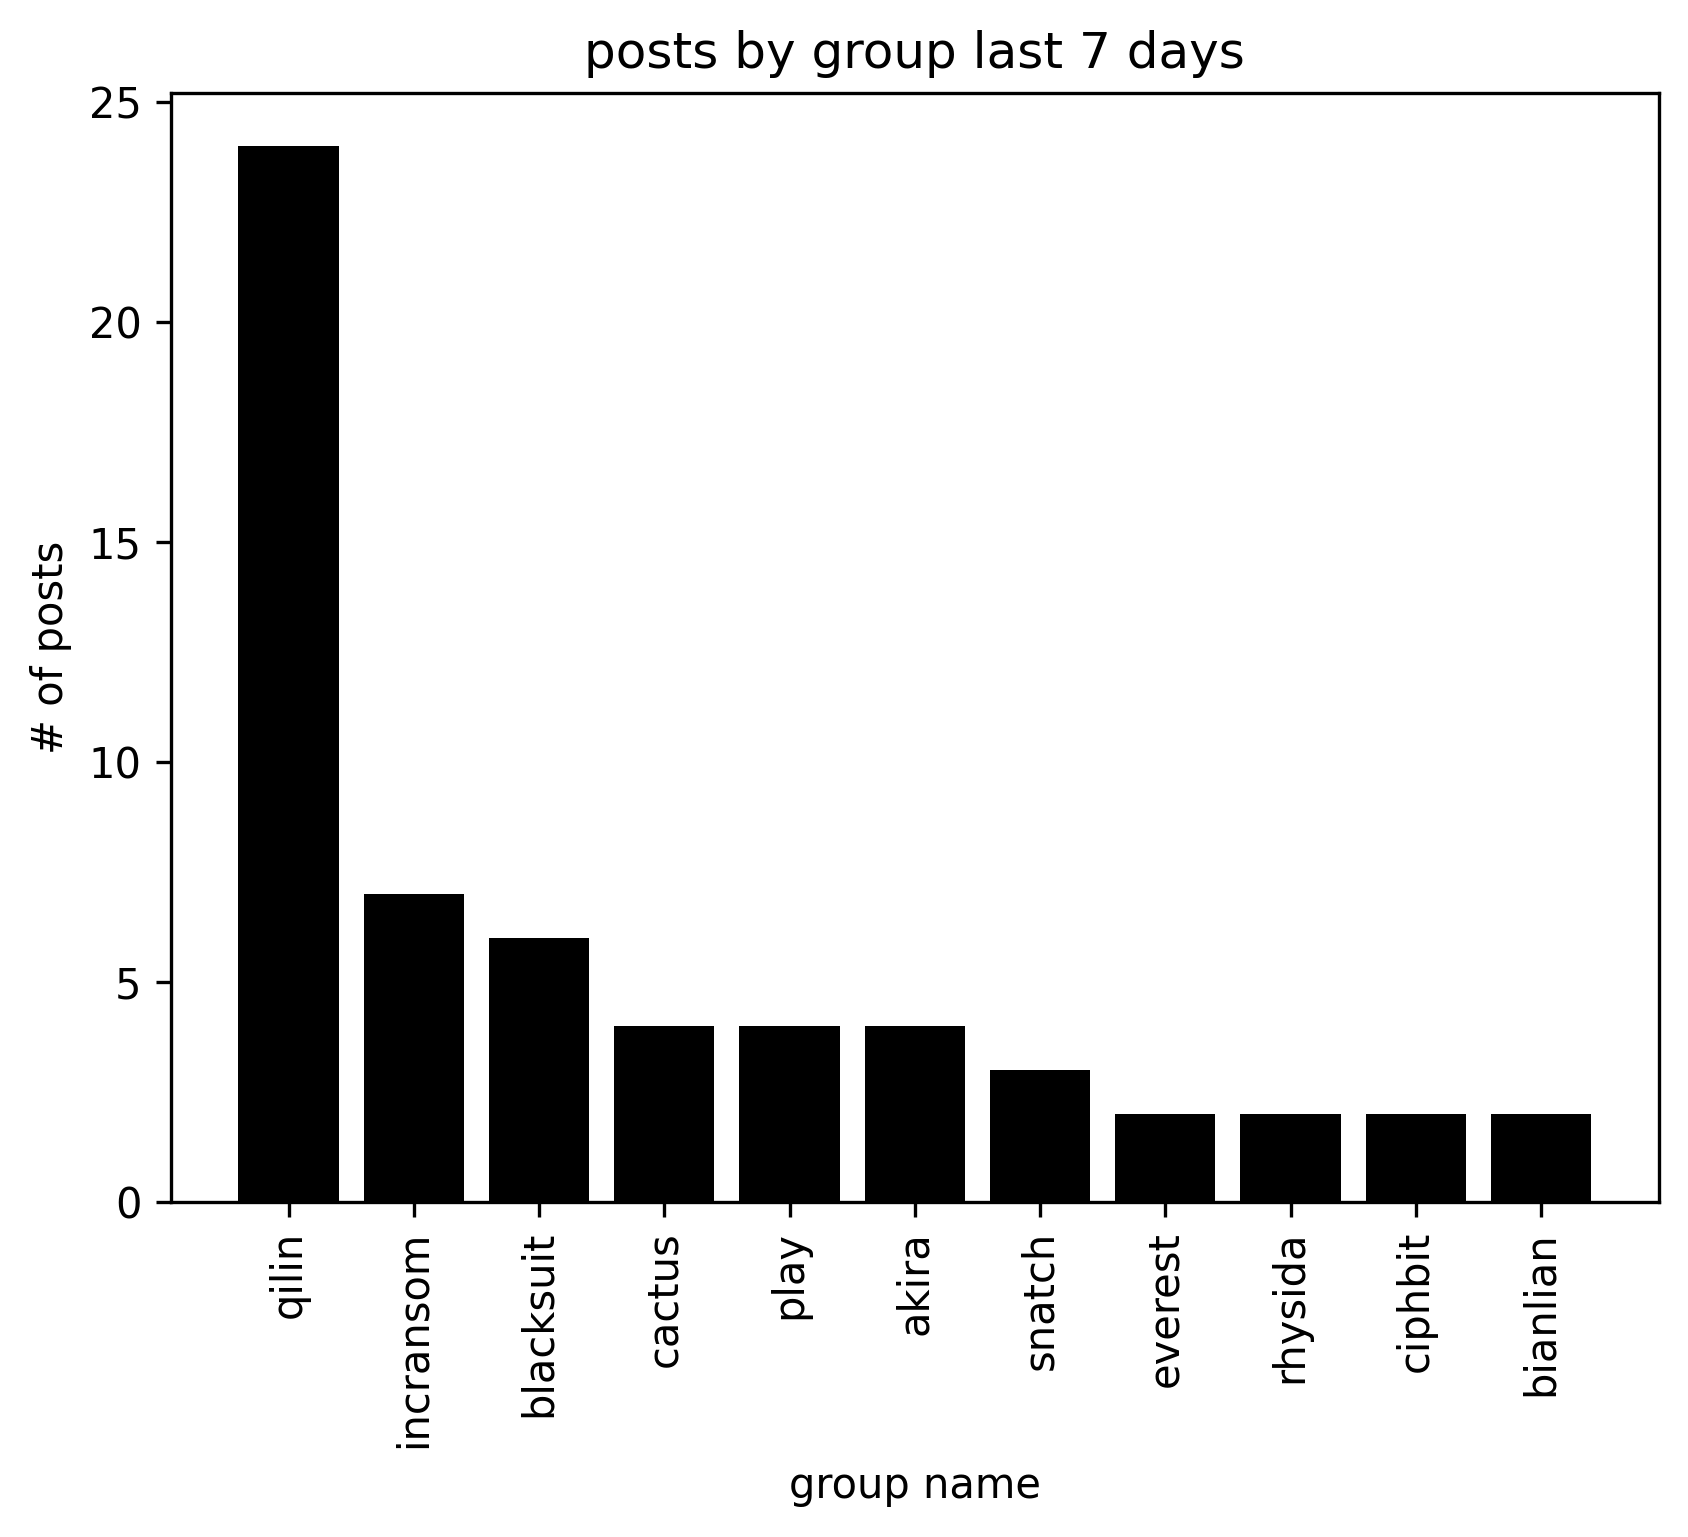 posts by group last 7 days
25
20
15
10
5
0
# of posts
qilin
incransom
blacksuit
cactus
play
akira
snatch
everest
rhysida
ciphbit
bianlian
group name